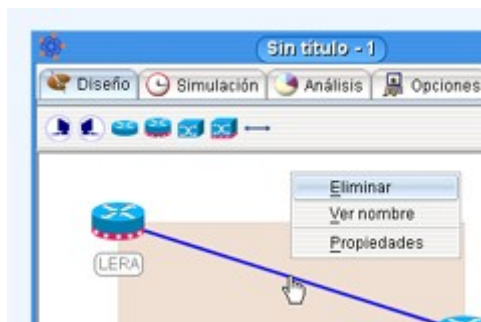 Sin título - 1
Diseño Simulación Análisis Opciones
Eliminar
Ver nombre
Propiedades
LERA